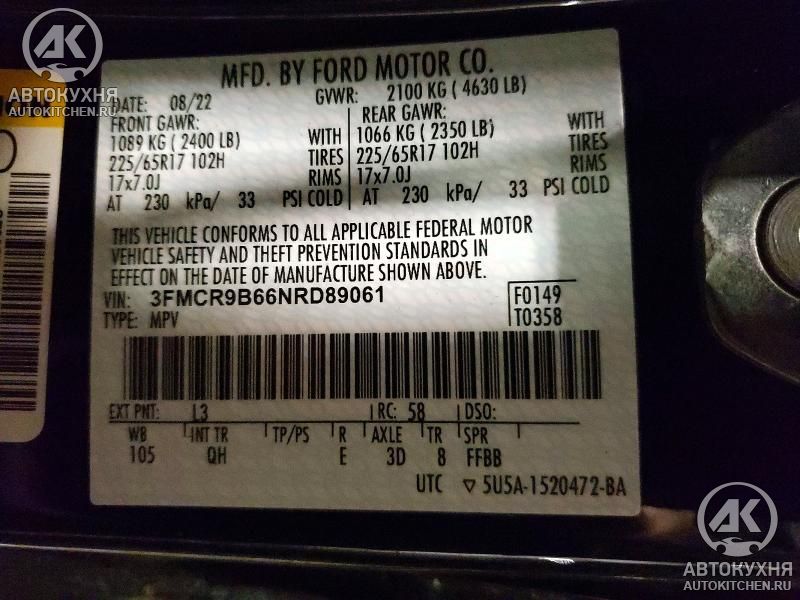 АК
АВТОКУХНЯ
AUTOKITCHEN.RU
MFD. BY FORD MOTOR CO.
DATE: 08/22 GVWR: 2100 KG ( 4630 LB)
FRONT GAWR: REAR GAWR:
1089 KG ( 2400 LB) WITH 1066 KG ( 2350 LB) WITH
225/65R17 102H TIRES 225/65R17 102H TIRES
17x7.0J RIMS 17x7.0J RIMS
AT 230 kPa/ 33 PSI COLD AT 230 kPa/ 33 PSI COLD
THIS VEHICLE CONFORMS TO ALL APPLICABLE FEDERAL MOTOR
VEHICLE SAFETY AND THEFT PREVENTION STANDARDS IN
EFFECT ON THE DATE OF MANUFACTURE SHOWN ABOVE.
VIN: 3FMCR9B66NRD89061 F0149
TYPE: MPV T0358
EXT PNT: L3 RC: 58 DSO:
WB INT TR TP/PS R AXLE TR SPR
105 QH E 3D 8 FFBB
UTC ▽ 5U5A-1520472-BA
АК
АВТОКУХНЯ
AUTOKITCHEN.RU